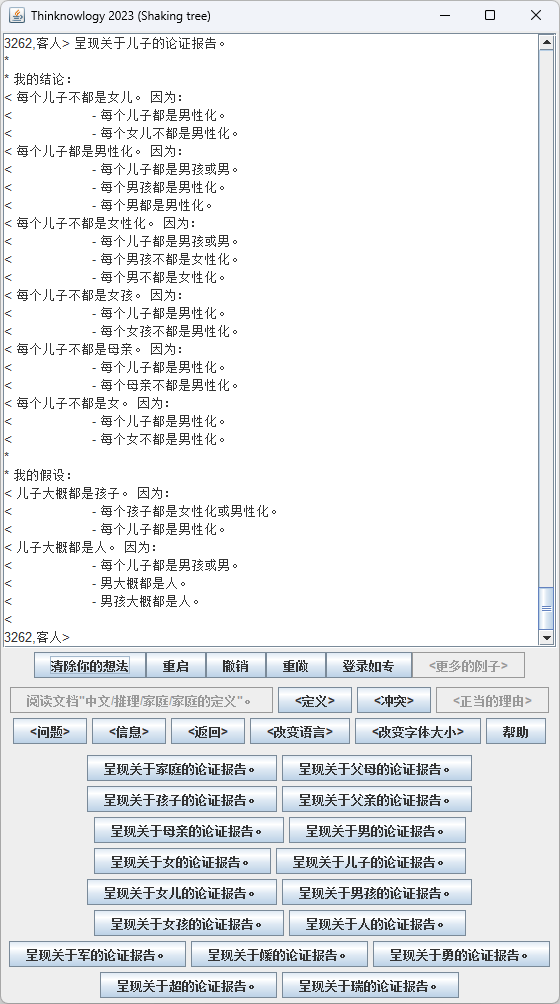 Thinknowlogy 2023 (Shaking tree)
3262,客人> 呈现关于儿子的论证报告。
*
* 我的结论：
< 每个儿子不都是女儿。 因为：
< - 每个儿子都是男性化。
< - 每个女儿不都是男性化。
< 每个儿子都是男性化。 因为：
< - 每个儿子都是男孩或男。
< - 每个男孩都是男性化。
< - 每个男都是男性化。
< 每个儿子不都是女性化。 因为：
< - 每个儿子都是男孩或男。
< - 每个男孩不都是女性化。
< - 每个男不都是女性化。
< 每个儿子不都是女孩。 因为：
< - 每个儿子都是男性化。
< - 每个女孩不都是男性化。
< 每个儿子不都是母亲。 因为：
< - 每个儿子都是男性化。
< - 每个母亲不都是男性化。
< 每个儿子不都是女。 因为：
< - 每个儿子都是男性化。
< - 每个女不都是男性化。
*
* 我的假设：
< 儿子大概都是孩子。 因为：
< - 每个孩子都是女性化或男性化。
< - 每个儿子都是男性化。
< 儿子大概都是人。 因为：
< - 每个儿子都是男孩或男。
< - 男大概都是人。
< - 男孩大概都是人。
<
3262,客人>
清除你的想法 重启 撤销 重做 登录如专 <更多的例子>
阅读文档"中文/推理/家庭/家庭的定义"。 <定义> <冲突> <正当的理由>
<问题> <信息> <返回> <改变语言> <改变字体大小> 帮助
呈现关于家庭的论证报告。 呈现关于父母的论证报告。
呈现关于孩子的论证报告。 呈现关于父亲的论证报告。
呈现关于母亲的论证报告。 呈现关于男的论证报告。
呈现关于女的论证报告。 呈现关于儿子的论证报告。
呈现关于女儿的论证报告。 呈现关于男孩的论证报告。
呈现关于女孩的论证报告。 呈现关于人的论证报告。
呈现关于军的论证报告。 呈现关于的论证报告。 呈现关于勇的论证报告。
呈现关于超的论证报告。 呈现关于瑞的论证报告。